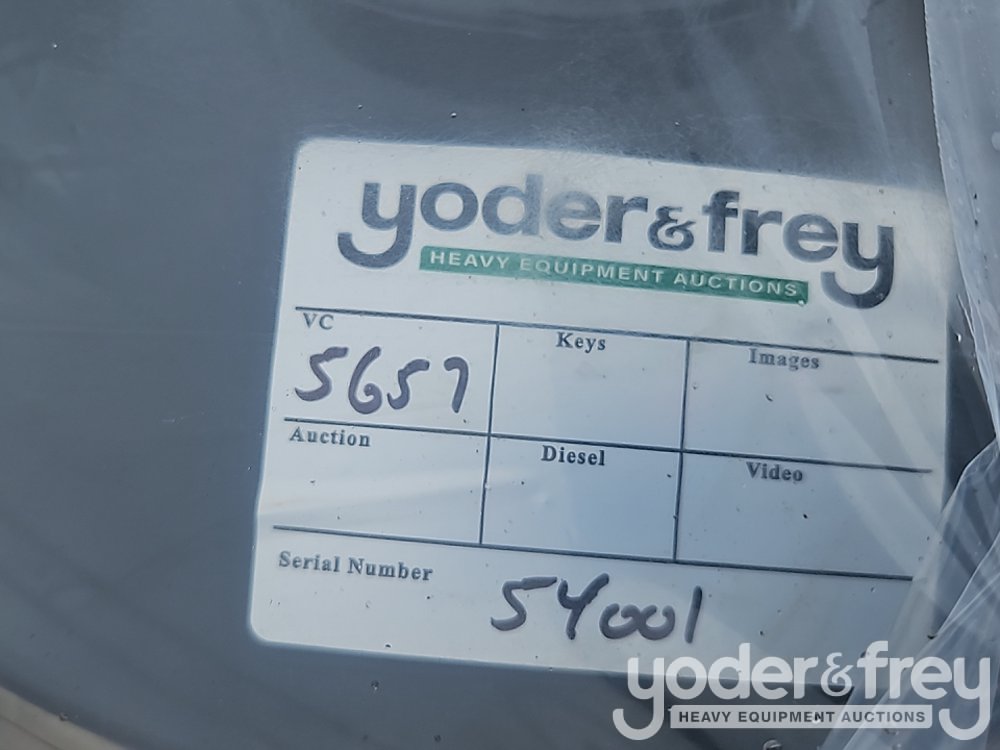 yoder&frey
HEAVY EQUIPMENT AUCTIONS
VC Keys Images
5657
Auction Diesel Video
Serial Number
54001
yoder&frey
HEAVY EQUIPMENT AUCTIONS